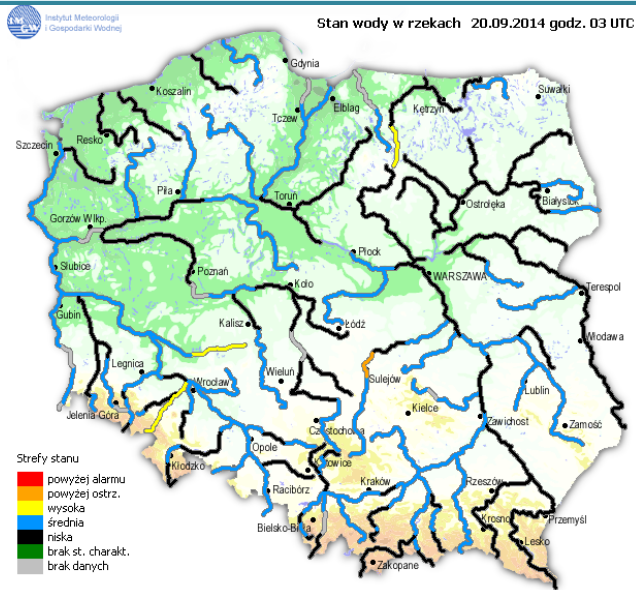 Instytut Meteorologii
i Gospodarki Wodnej
Stan wody w rzekach 20.09.2014 godz. 03 UTC
Gdynia
Koszalin
Suwałki
Elbląg
Kętrzyn
Tczew
Resko
Szczecin
Piła
Toruń
Ostrołęka
Białystok
Gorzów Wlkp.
Płock
Słubice
Poznań
WARSZAWA
Koło
Terespol
Gubin
Kalisz
Łódź
Włodawa
Legnica
Wieluń
Sulejów
Wrocław
Lublin
Jelenia Góra
Kielce
Zawichost
Zamość
Częstochowa
Opole
Strefy stanu
Kłodzko
Katowice
powyżej alarmu
Kraków
Rzeszów
powyżej ostrz.
Racibórz
wysoka
średnia
Bielsko-Biała
Krosno
Przemyśl
niska
Lesko
brak st. charakt.
Zakopane
brak danych